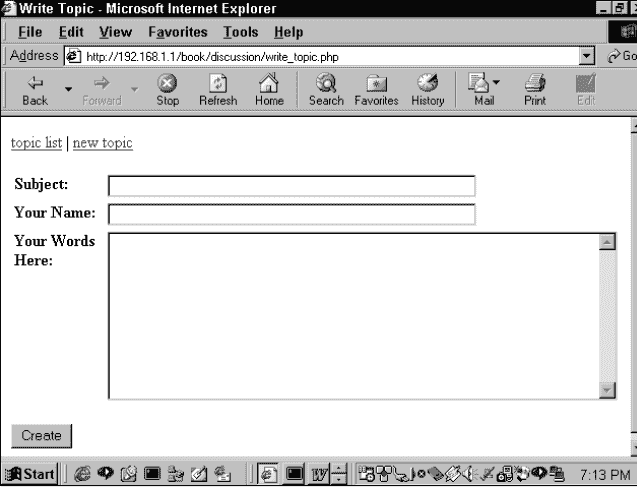 Write Topic - Microsoft Internet Explorer
File Edit View Favorites Tools Help
Address http://192.168.1.1/book/discussion/write_topic.php Go
Back Forward Stop Refresh Home Search Favorites History Mail Print Edit
topic list | new topic
Subject:
Your Name:
Your Words
Here:
Create
Start 7:13 PM